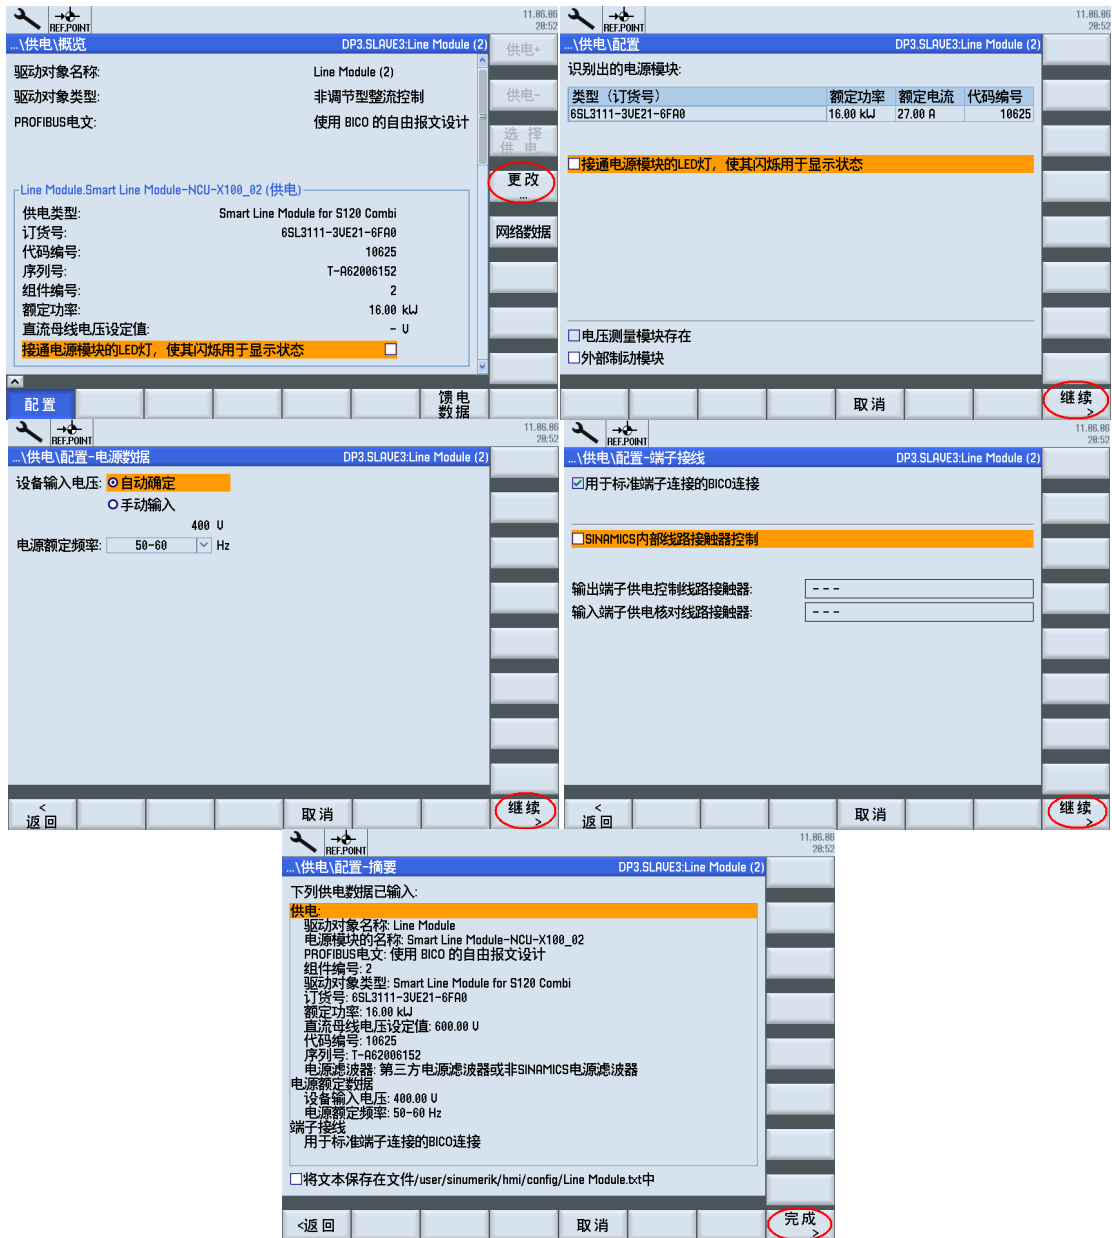 REF.POINT
11.06.06
20:52
...\供电\概览 DP3.SLAVE3:Line Module (2)
驱动对象名称: Line Module (2)
驱动对象类型: 非调节型整流控制
PROFIBUS电文: 使用 BICO 的自由报文设计
Line Module.Smart Line Module-NCU-X100_02 (供电)
供电类型: Smart Line Module for S120 Combi
订货号: 6SL3111-3VE21-6FA0
代码编号: 10625
序列号: T-A62006152
组件编号: 2
额定功率: 16.00 kW
直流母线电压设定值: - V
接通电源模块的LED灯，使其闪烁用于显示状态
供电+
供电-
选 择
供 电
更改
...
网络数据
配置
馈电
数据
REF.POINT
11.06.06
20:52
...\供电\配置 DP3.SLAVE3:Line Module (2)
识别出的电源模块:
类型（订货号） 额定功率 额定电流 代码编号
6SL3111-3VE21-6FA0 16.00 kW 27.00 A 10625
接通电源模块的LED灯，使其闪烁用于显示状态
电压测量模块存在
外部制动模块
取消
继续
>
REF.POINT
11.06.06
20:52
...\供电\配置-电源数据 DP3.SLAVE3:Line Module (2)
设备输入电压: 自动确定
手动输入
400 V
电源额定频率: 50-60 Hz
<
返回
取消
继续
>
REF.POINT
11.06.06
20:52
...\供电\配置-端子接线 DP3.SLAVE3:Line Module (2)
用于标准端子连接的BICO连接
SINAMICS内部线路接触器控制
输出端子供电控制线路接触器: ---
输入端子供电核对线路接触器: ---
<
返回
取消
继续
>
REF.POINT
11.06.06
20:52
...\供电\配置-摘要 DP3.SLAVE3:Line Module (2)
下列供电数据已输入:
供电:
驱动对象名称: Line Module
电源模块的名称: Smart Line Module-NCU-X100_02
PROFIBUS电文: 使用 BICO 的自由报文设计
组件编号: 2
驱动对象类型: Smart Line Module for S120 Combi
订货号: 6SL3111-3VE21-6FA0
额定功率: 16.00 kW
直流母线电压设定值: 600.00 V
代码编号: 10625
序列号: T-A62006152
电源滤波器: 第三方电源滤波器或非SINAMICS电源滤波器
电源额定数据
设备输入电压: 400.00 V
电源额定频率: 50-60 Hz
端子接线
用于标准端子连接的BICO连接
将文本保存在文件/user/sinumerik/hmi/config/Line Module.txt中
<返回
取消
完成
>